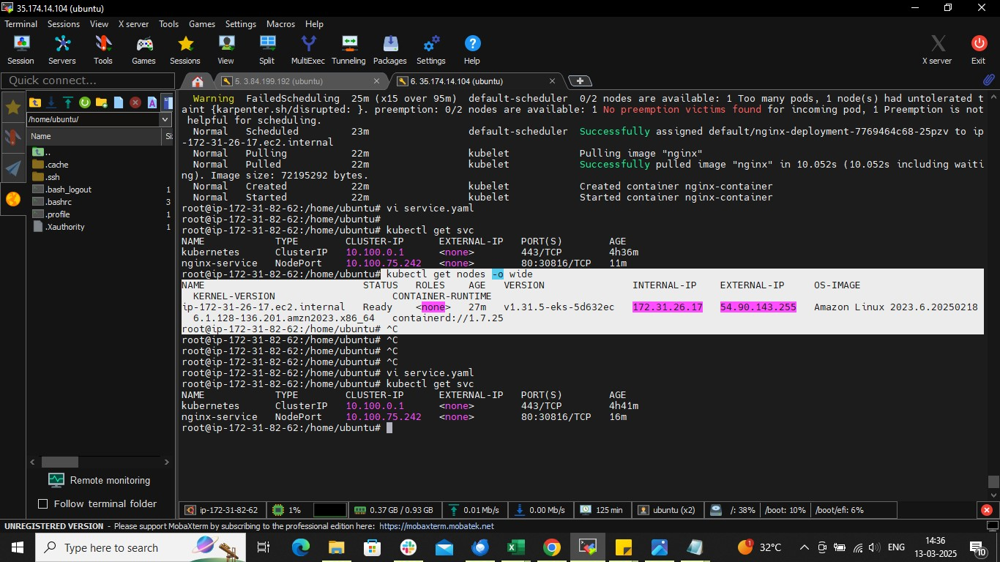 35.174.14.104 (ubuntu)
Terminal Sessions View X server Tools Games Settings Macros Help
Session Servers Tools Games Sessions View Split MultiExec Tunneling Packages Settings Help X server Exit
Quick connect...
5. 3.84.199.192 (ubuntu)
6. 35.174.14.104 (ubuntu)
/home/ubuntu/
Name Si
..
.cache
.ssh
.bash_logout 1
.bashrc 3
.profile 1
.Xauthority 1
Warning FailedScheduling 25m (x15 over 95m) default-scheduler 0/2 nodes are available: 1 Too many pods, 1 node(s) had untolerated t
aint {karpenter.sh/disrupted: }. preemption: 0/2 nodes are available: 1 No preemption victims found for incoming pod, 1 Preemption is not
helpful for scheduling.
Normal Scheduled 23m default-scheduler Successfully assigned default/nginx-deployment-7769464c68-25pzv to ip
-172-31-26-17.ec2.internal
Normal Pulling 22m kubelet Pulling image "nginx"
Normal Pulled 22m kubelet Successfully pulled image "nginx" in 10.052s (10.052s including waiti
ng). Image size: 72195292 bytes.
Normal Created 22m kubelet Created container nginx-container
Normal Started 22m kubelet Started container nginx-container
root@ip-172-31-82-62:/home/ubuntu# vi service.yaml
root@ip-172-31-82-62:/home/ubuntu#
root@ip-172-31-82-62:/home/ubuntu# kubectl get svc
NAME TYPE CLUSTER-IP EXTERNAL-IP PORT(S) AGE
kubernetes ClusterIP 10.100.0.1 <none> 443/TCP 4h36m
nginx-service NodePort 10.100.75.242 <none> 80:30816/TCP 11m
root@ip-172-31-82-62:/home/ubuntu# kubectl get nodes -o wide
NAME STATUS ROLES AGE VERSION INTERNAL-IP EXTERNAL-IP OS-IMAGE
KERNEL-VERSION CONTAINER-RUNTIME
ip-172-31-26-17.ec2.internal Ready <none> 27m v1.31.5-eks-5d632ec 172.31.26.17 54.90.143.255 Amazon Linux 2023.6.20250218
6.1.128-136.201.amzn2023.x86_64 containerd://1.7.25
root@ip-172-31-82-62:/home/ubuntu# ^C
root@ip-172-31-82-62:/home/ubuntu# ^C
root@ip-172-31-82-62:/home/ubuntu# ^C
root@ip-172-31-82-62:/home/ubuntu# ^C
root@ip-172-31-82-62:/home/ubuntu# vi service.yaml
root@ip-172-31-82-62:/home/ubuntu# kubectl get svc
NAME TYPE CLUSTER-IP EXTERNAL-IP PORT(S) AGE
kubernetes ClusterIP 10.100.0.1 <none> 443/TCP 4h41m
nginx-service NodePort 10.100.75.242 <none> 80:30816/TCP 16m
root@ip-172-31-82-62:/home/ubuntu#
Remote monitoring
Follow terminal folder
ip-172-31-82-62 1% 0.37 GB / 0.93 GB 0.01 Mb/s 0.00 Mb/s 125 min ubuntu (x2) /: 38% /boot: 10% /boot/efi: 6%
UNREGISTERED VERSION - Please support MobaXterm by subscribing to the professional edition here: https://mobaxterm.mobatek.net
Type here to search
1
32°C
ENG
14:36
13-03-2025
10